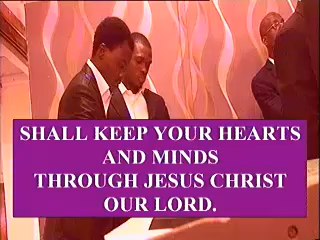 SHALL KEEP YOUR HEARTS
AND MINDS
THROUGH JESUS CHRIST
OUR LORD.